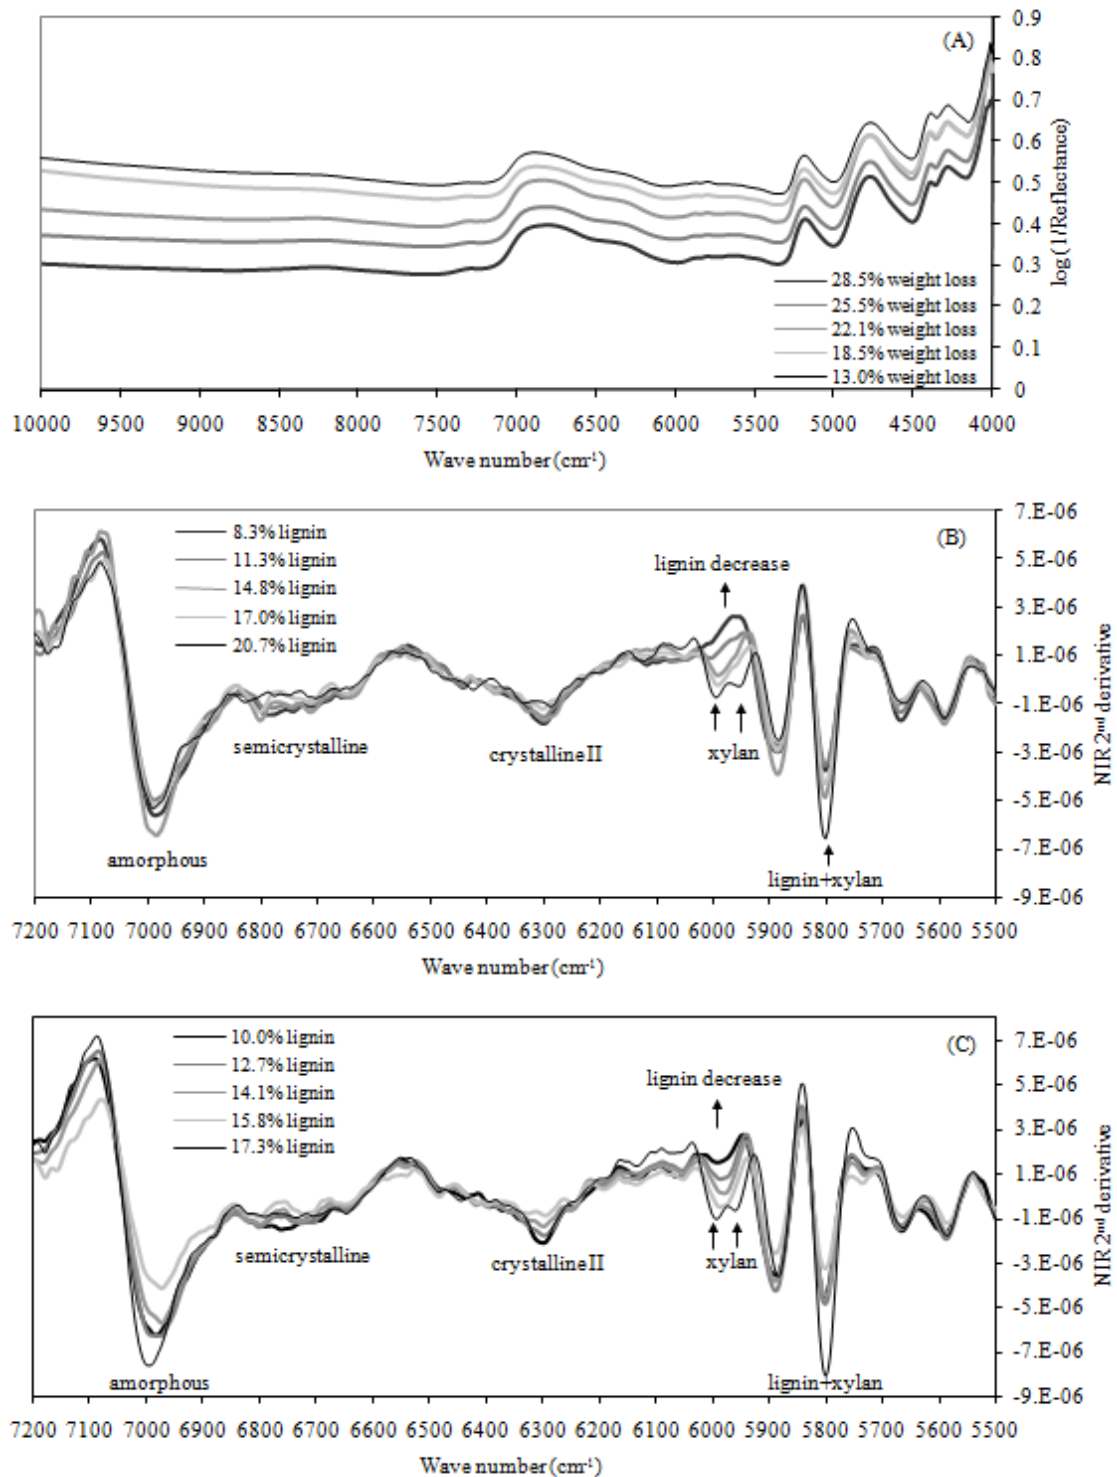 (A)
0.9
0.8
0.7
0.6
0.5
0.4
0.3
0.2
0.1
0
log (1/Reflectance)
28.5% weight loss
25.5% weight loss
22.1% weight loss
18.5% weight loss
13.0% weight loss
10000 9500 9000 8500 8000 7500 7000 6500 6000 5500 5000 4500 4000
Wave number (cm⁻¹)
(B)
8.3% lignin
11.3% lignin
14.8% lignin
17.0% lignin
20.7% lignin
lignin decrease
semicrystalline
crystalline II
xylan
amorphous
lignin+xylan
7.E-06
5.E-06
3.E-06
1.E-06
-1.E-06
-3.E-06
-5.E-06
-7.E-06
-9.E-06
NIR 2ⁿᵈ derivative
7200 7100 7000 6900 6800 6700 6600 6500 6400 6300 6200 6100 6000 5900 5800 5700 5600 5500
Wave number (cm⁻¹)
(C)
10.0% lignin
12.7% lignin
14.1% lignin
15.8% lignin
17.3% lignin
lignin decrease
semicrystalline
crystalline II
xylan
amorphous
lignin+xylan
7.E-06
5.E-06
3.E-06
1.E-06
-1.E-06
-3.E-06
-5.E-06
-7.E-06
-9.E-06
NIR 2ⁿᵈ derivative
7200 7100 7000 6900 6800 6700 6600 6500 6400 6300 6200 6100 6000 5900 5800 5700 5600 5500
Wave number (cm⁻¹)